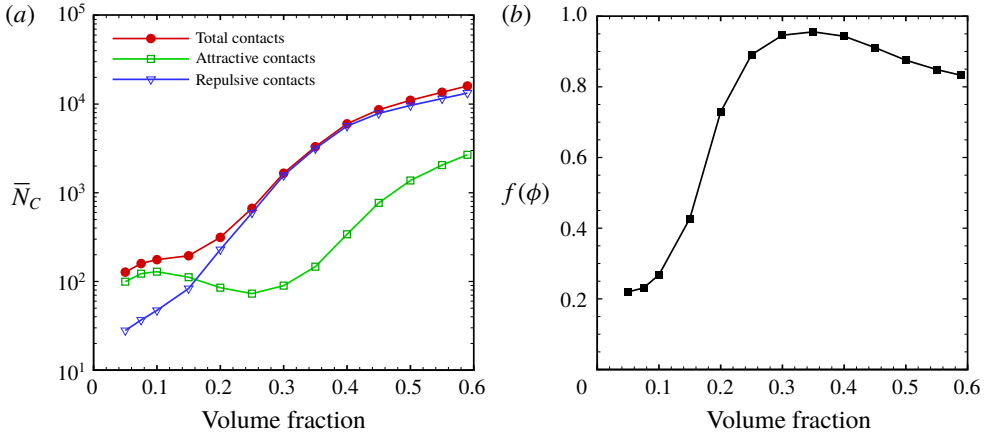 (a)
10^5
10^4
10^3
10^2
10^1
N̅_C
Total contacts
Attractive contacts
Repulsive contacts
0 0.1 0.2 0.3 0.4 0.5 0.6
Volume fraction
(b)
1.0
0.8
0.6
0.4
0.2
f(ϕ)
0 0.1 0.2 0.3 0.4 0.5 0.6
Volume fraction